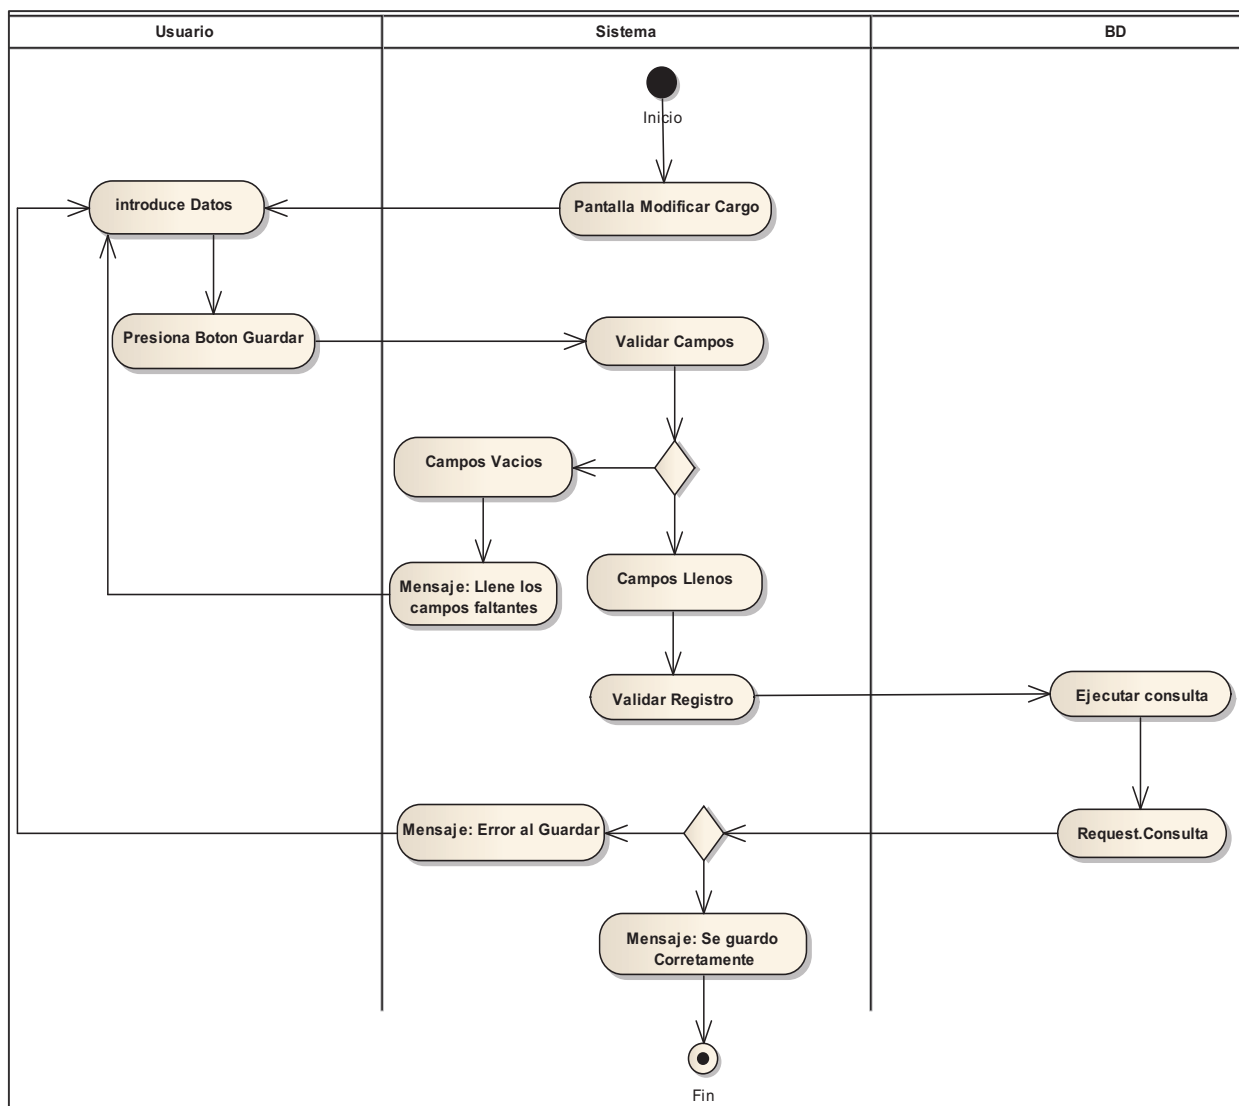 Usuario
Sistema
BD
Inicio
introduce Datos
Pantalla Modificar Cargo
Presiona Boton Guardar
Validar Campos
Campos Vacios
Mensaje: Llene los
campos faltantes
Campos Llenos
Validar Registro
Ejecutar consulta
Mensaje: Error al Guardar
Request.Consulta
Mensaje: Se guardo
Corretamente
Fin